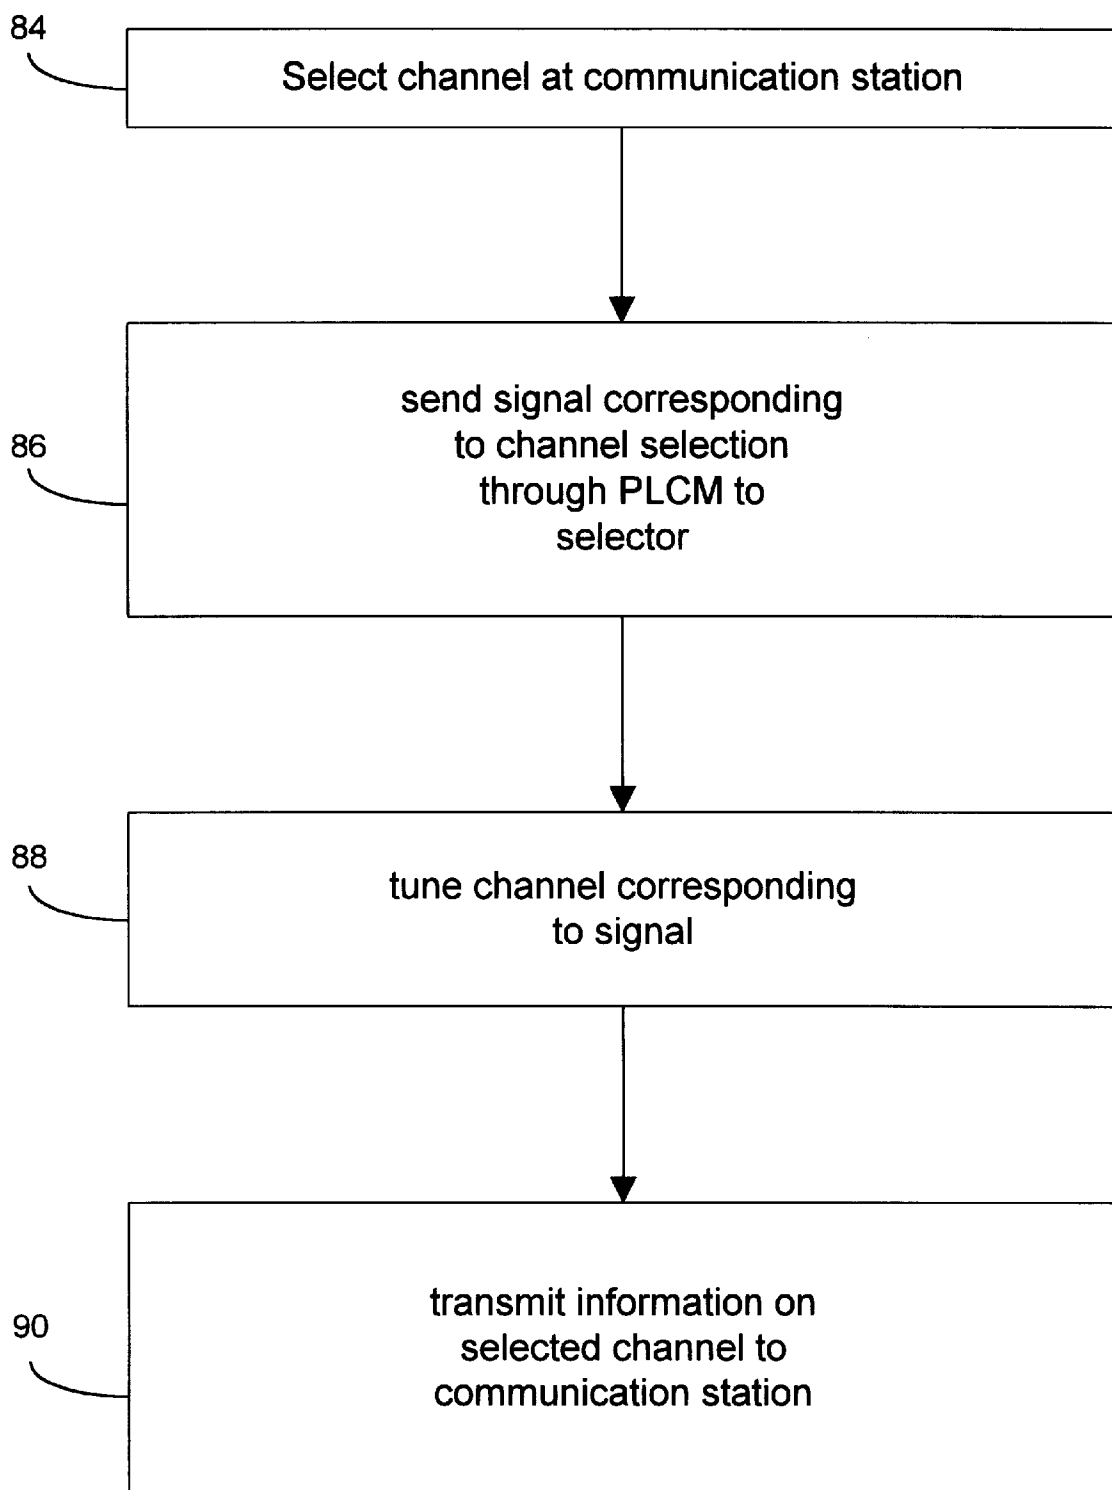 84
Select channel at communication station
86
send signal corresponding
to channel selection
through PLCM to
selector
88
tune channel corresponding
to signal
90
transmit information on
selected channel to
communication station